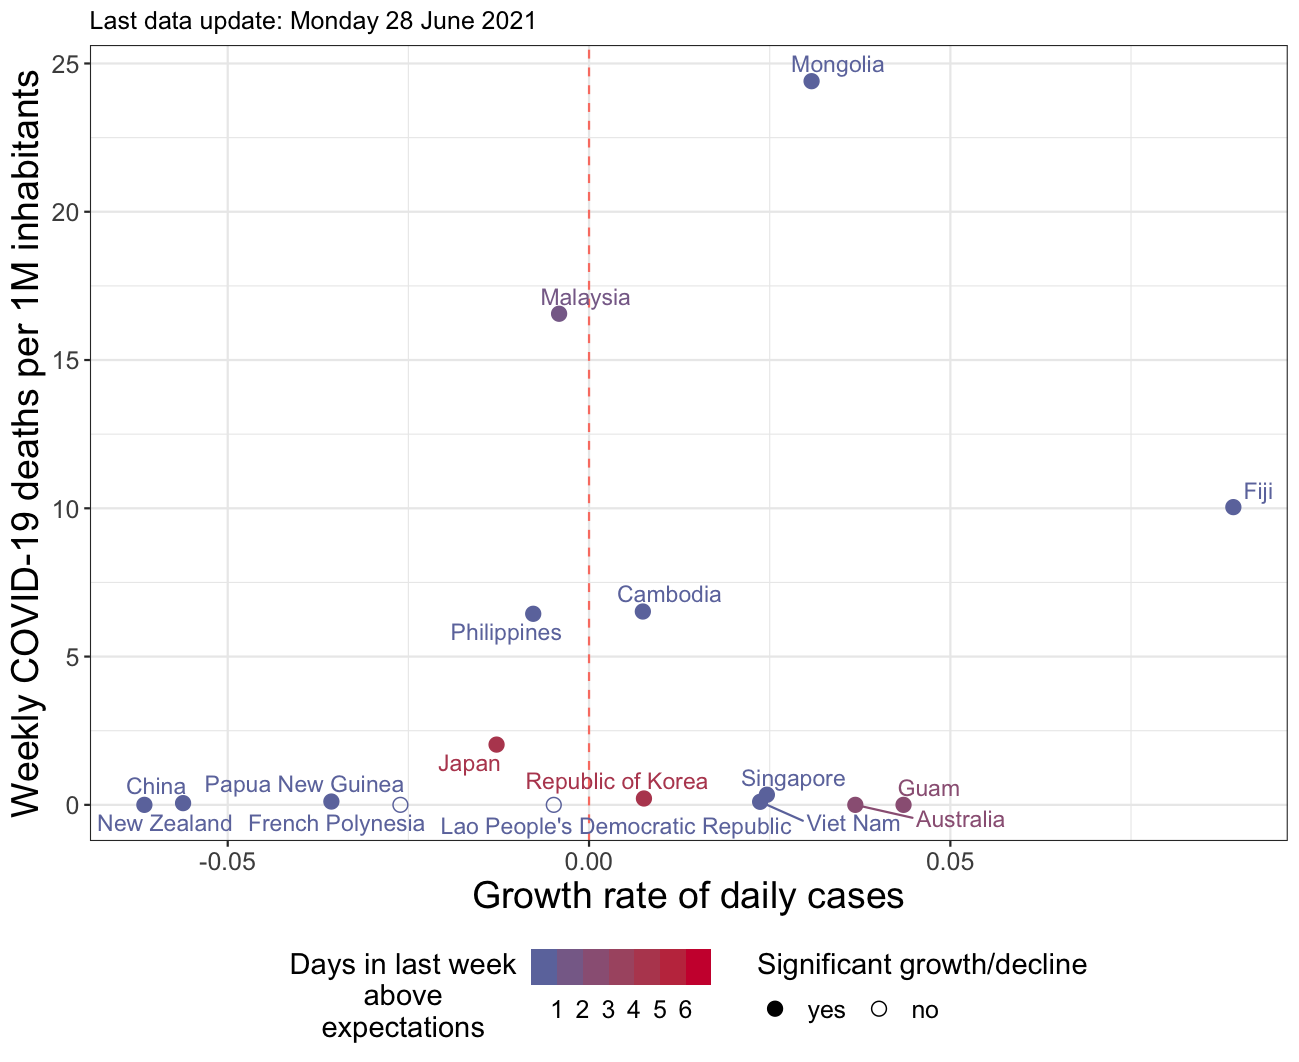 Last data update: Monday 28 June 2021
Weekly COVID-19 deaths per 1M inhabitants
25
20
15
10
5
0
Mongolia
Malaysia
Fiji
Cambodia
Philippines
Japan
Republic of Korea
Singapore
China
Papua New Guinea
Guam
New Zealand
French Polynesia
Lao People's Democratic Republic
Viet Nam
Australia
-0.05
0.00
0.05
Growth rate of daily cases
Days in last week
above
expectations
1 2 3 4 5 6
Significant growth/decline
yes
no